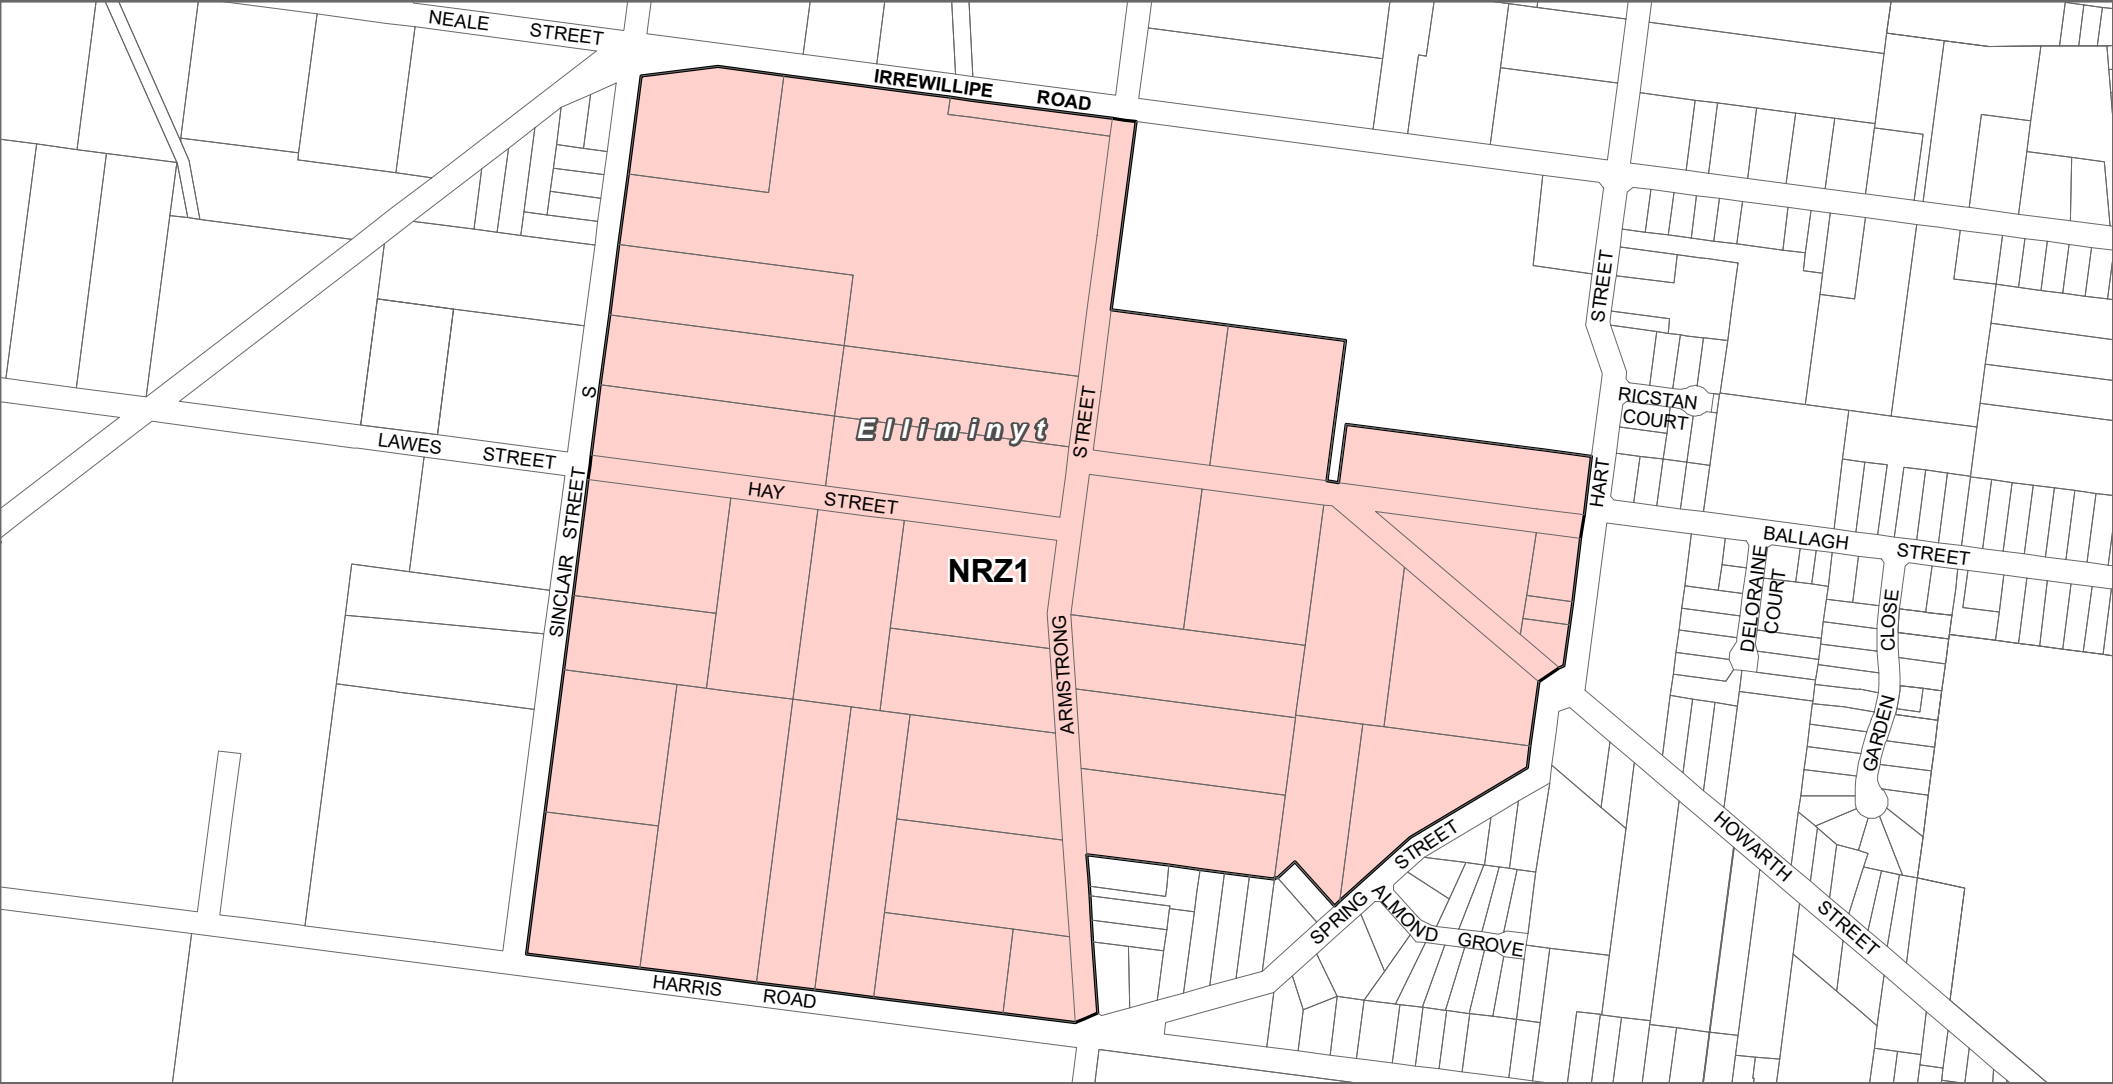 NEALE STREET
IRREWILLIPE ROAD
STREET
S
RICSTAN
COURT
STREET
Elliminyt
LAWES STREET
HART
HAY STREET
SINCLAIR STREET
BALLAGH STREET
NRZ1
DELORAINE
COURT
CLOSE
ARMSTRONG
GARDEN
HOWARTH STREET
SPRING STREET
ALMOND GROVE
HARRIS ROAD